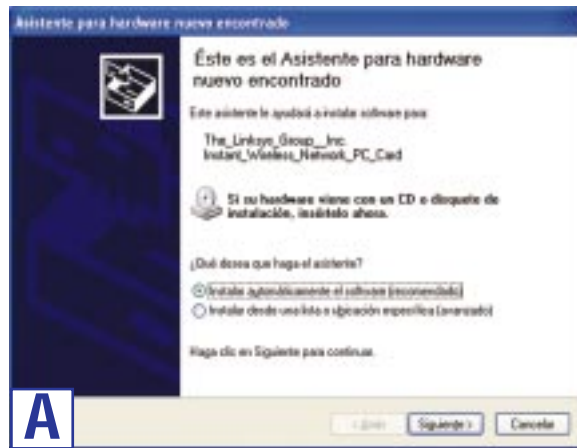 Asistente para hardware nuevo encontrado
Éste es el Asistente para hardware
nuevo encontrado
Este asistente le ayudará a instalar software para:
The_Linksys_Group__Inc.
Instant_Wireless_Network_PC_Card
Si su hardware viene con un CD o disquete de
instalación, insértelo ahora.
¿Qué desea que haga el asistente?
Instalar automáticamente el software (recomendado)
Instalar desde una lista o ubicación específica (avanzado)
Haga clic en Siguiente para continuar.
< Atrás
Siguiente >
Cancelar
A